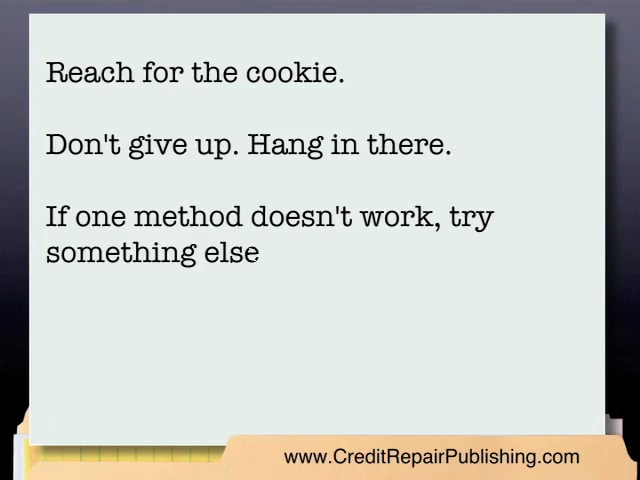 Reach for the cookie.
Don't give up. Hang in there.
If one method doesn't work, try
something else
www.CreditRepairPublishing.com